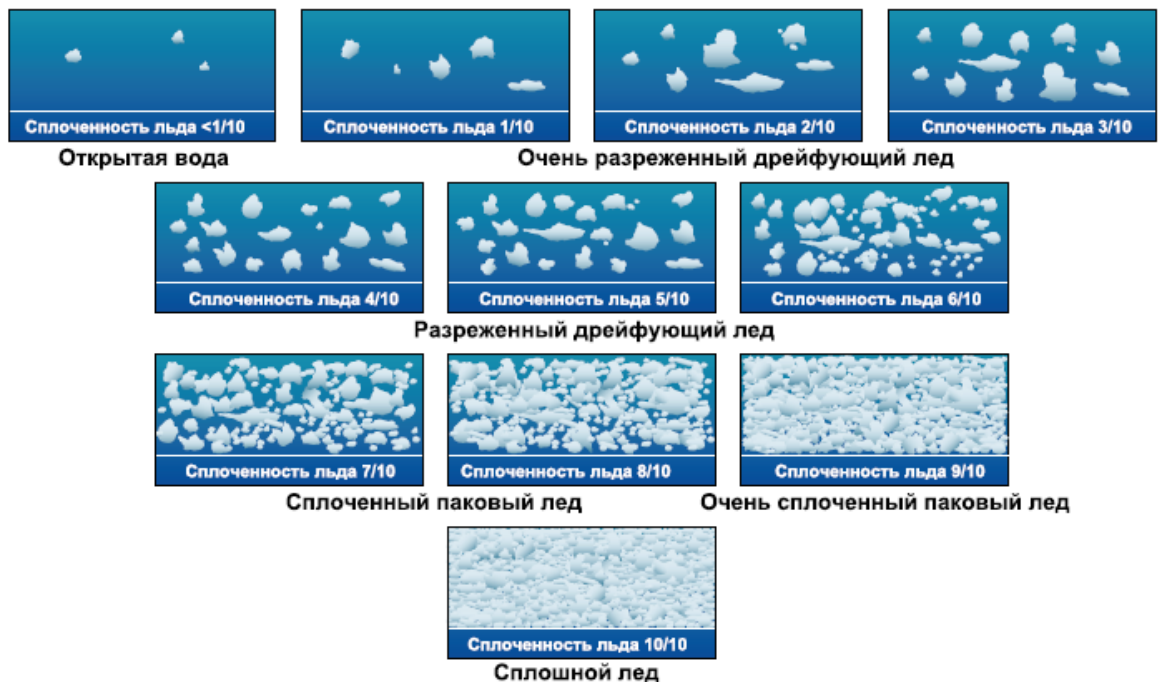 Сплоченность льда <1/10
Сплоченность льда 1/10
Сплоченность льда 2/10
Сплоченность льда 3/10
Открытая вода
Очень разреженный дрейфующий лед
Сплоченность льда 4/10
Сплоченность льда 5/10
Сплоченность льда 6/10
Разреженный дрейфующий лед
Сплоченность льда 7/10
Сплоченность льда 8/10
Сплоченность льда 9/10
Сплоченный паковый лед
Очень сплоченный паковый лед
Сплоченность льда 10/10
Сплошной лед